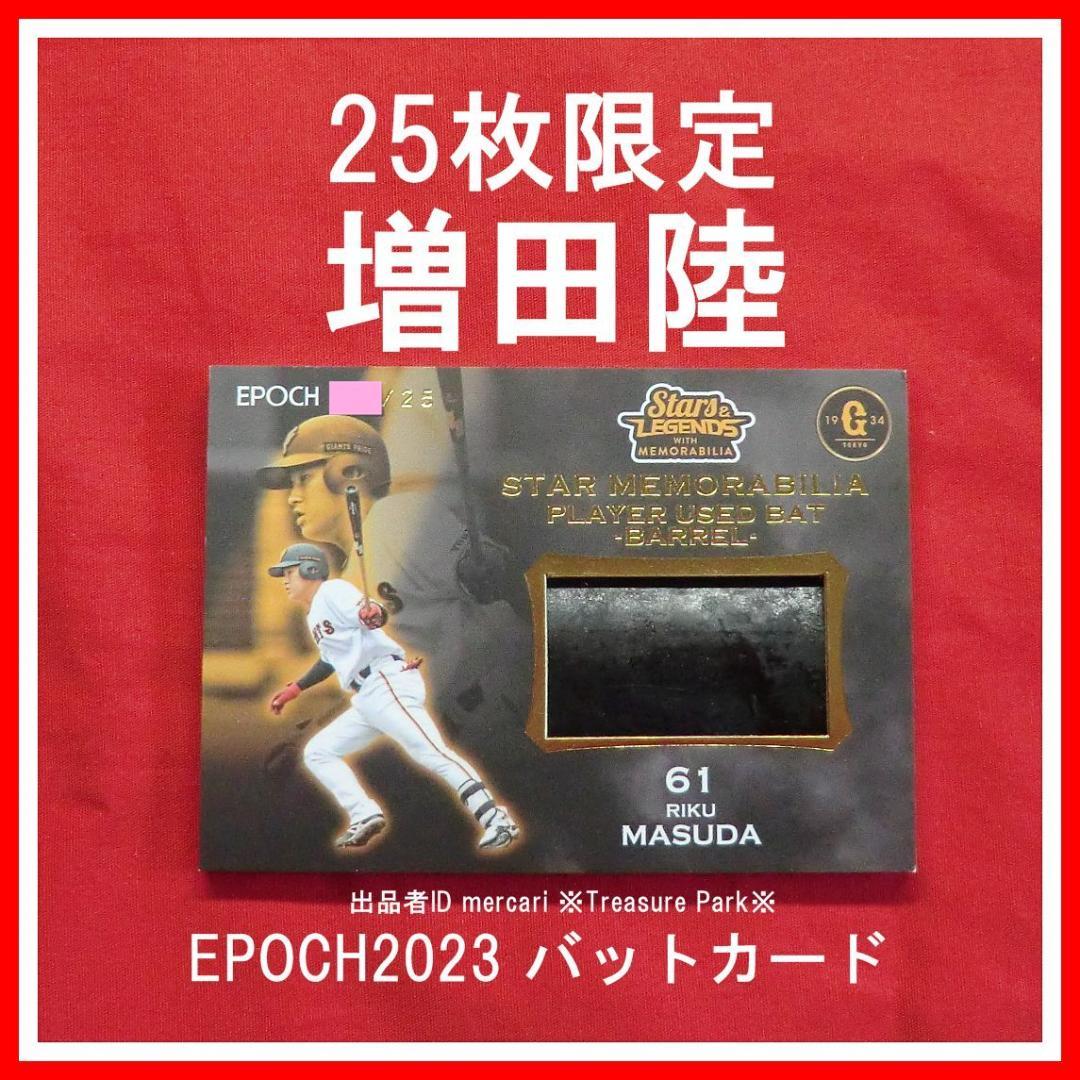 25枚限定
増田陸
EPOCH /25
GIANTS PRIDE
Stars &
LEGENDS
WITH
MEMORABILIA
19 G 34
TOKYO
STAR MEMORABILIA
PLAYER USED BAT
-BARREL-
61
RIKU
MASUDA
出品者ID mercari ※Treasure Park※
EPOCH2023 バットカード